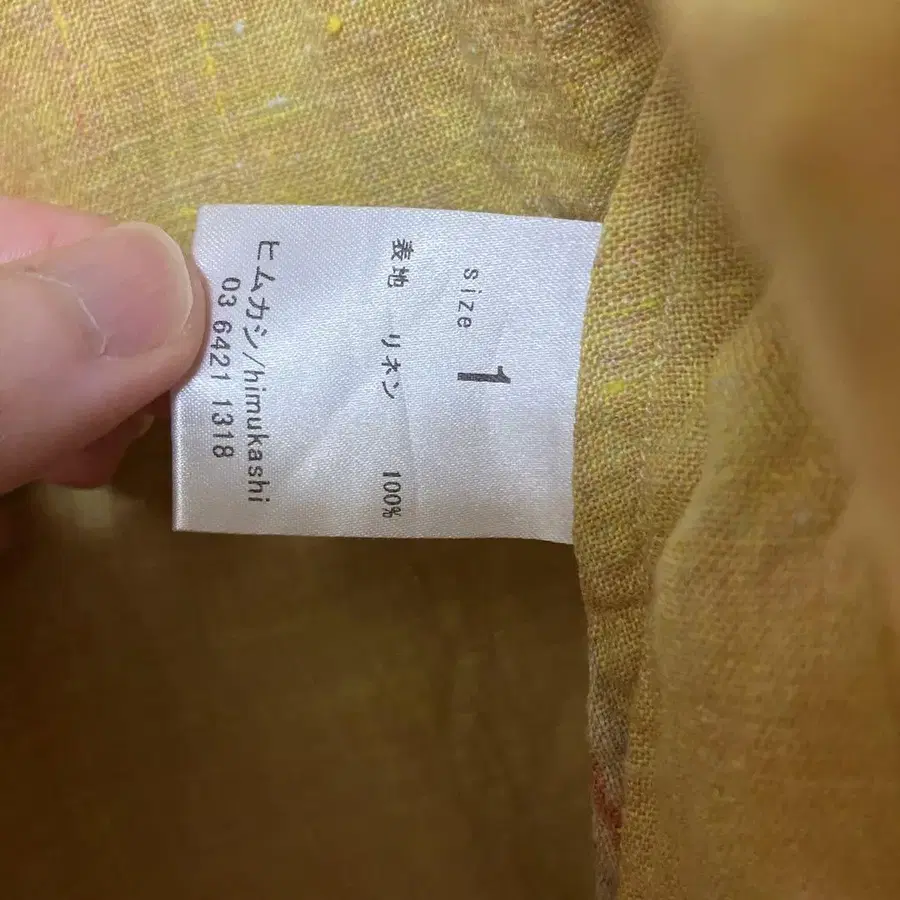 size 1
表地 リネン 100%
ヒムカシ/himukashi
03 6421 1318